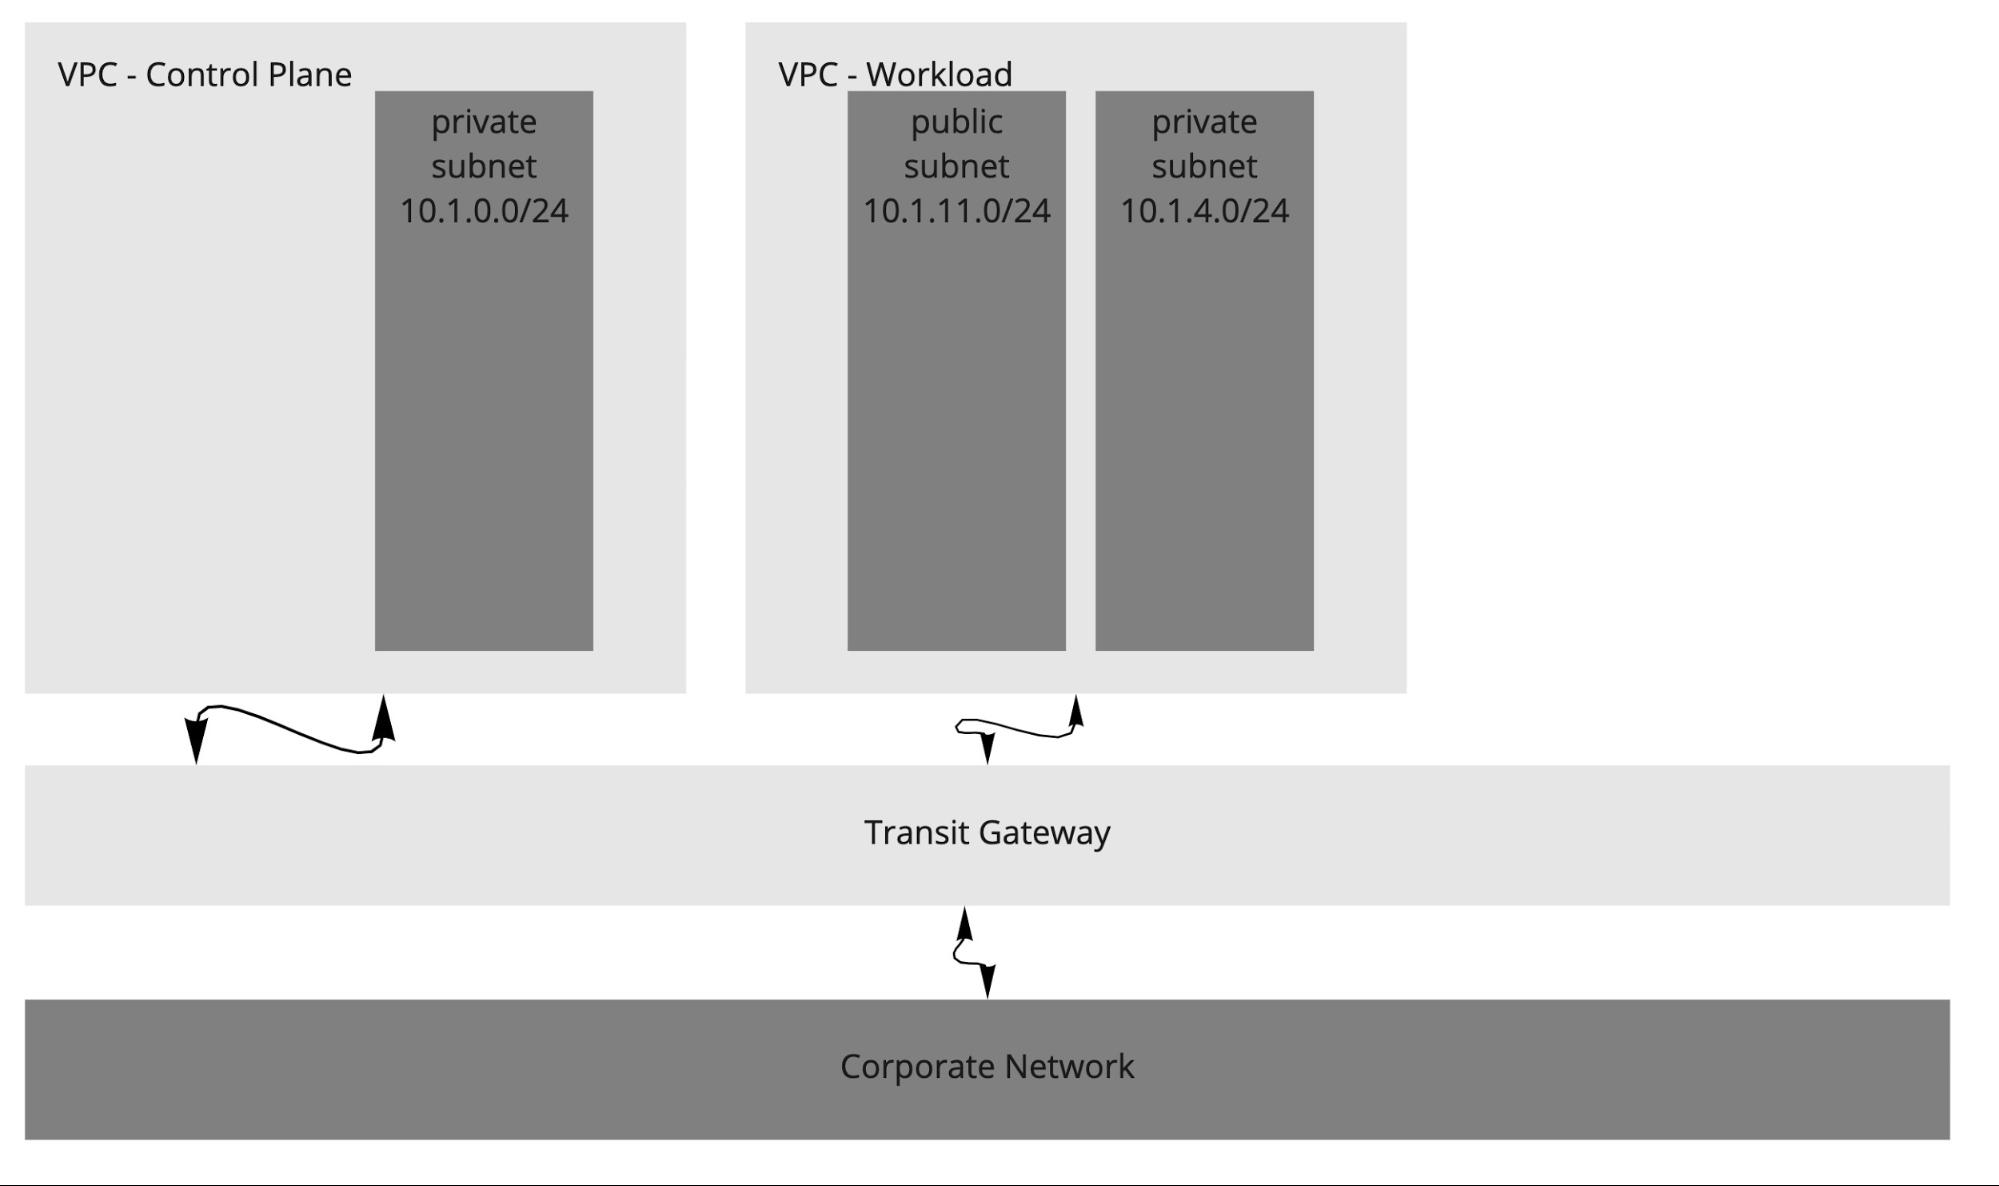 VPC - Control Plane
private
subnet
10.1.0.0/24
VPC - Workload
public
subnet
10.1.11.0/24
private
subnet
10.1.4.0/24
Transit Gateway
Corporate Network